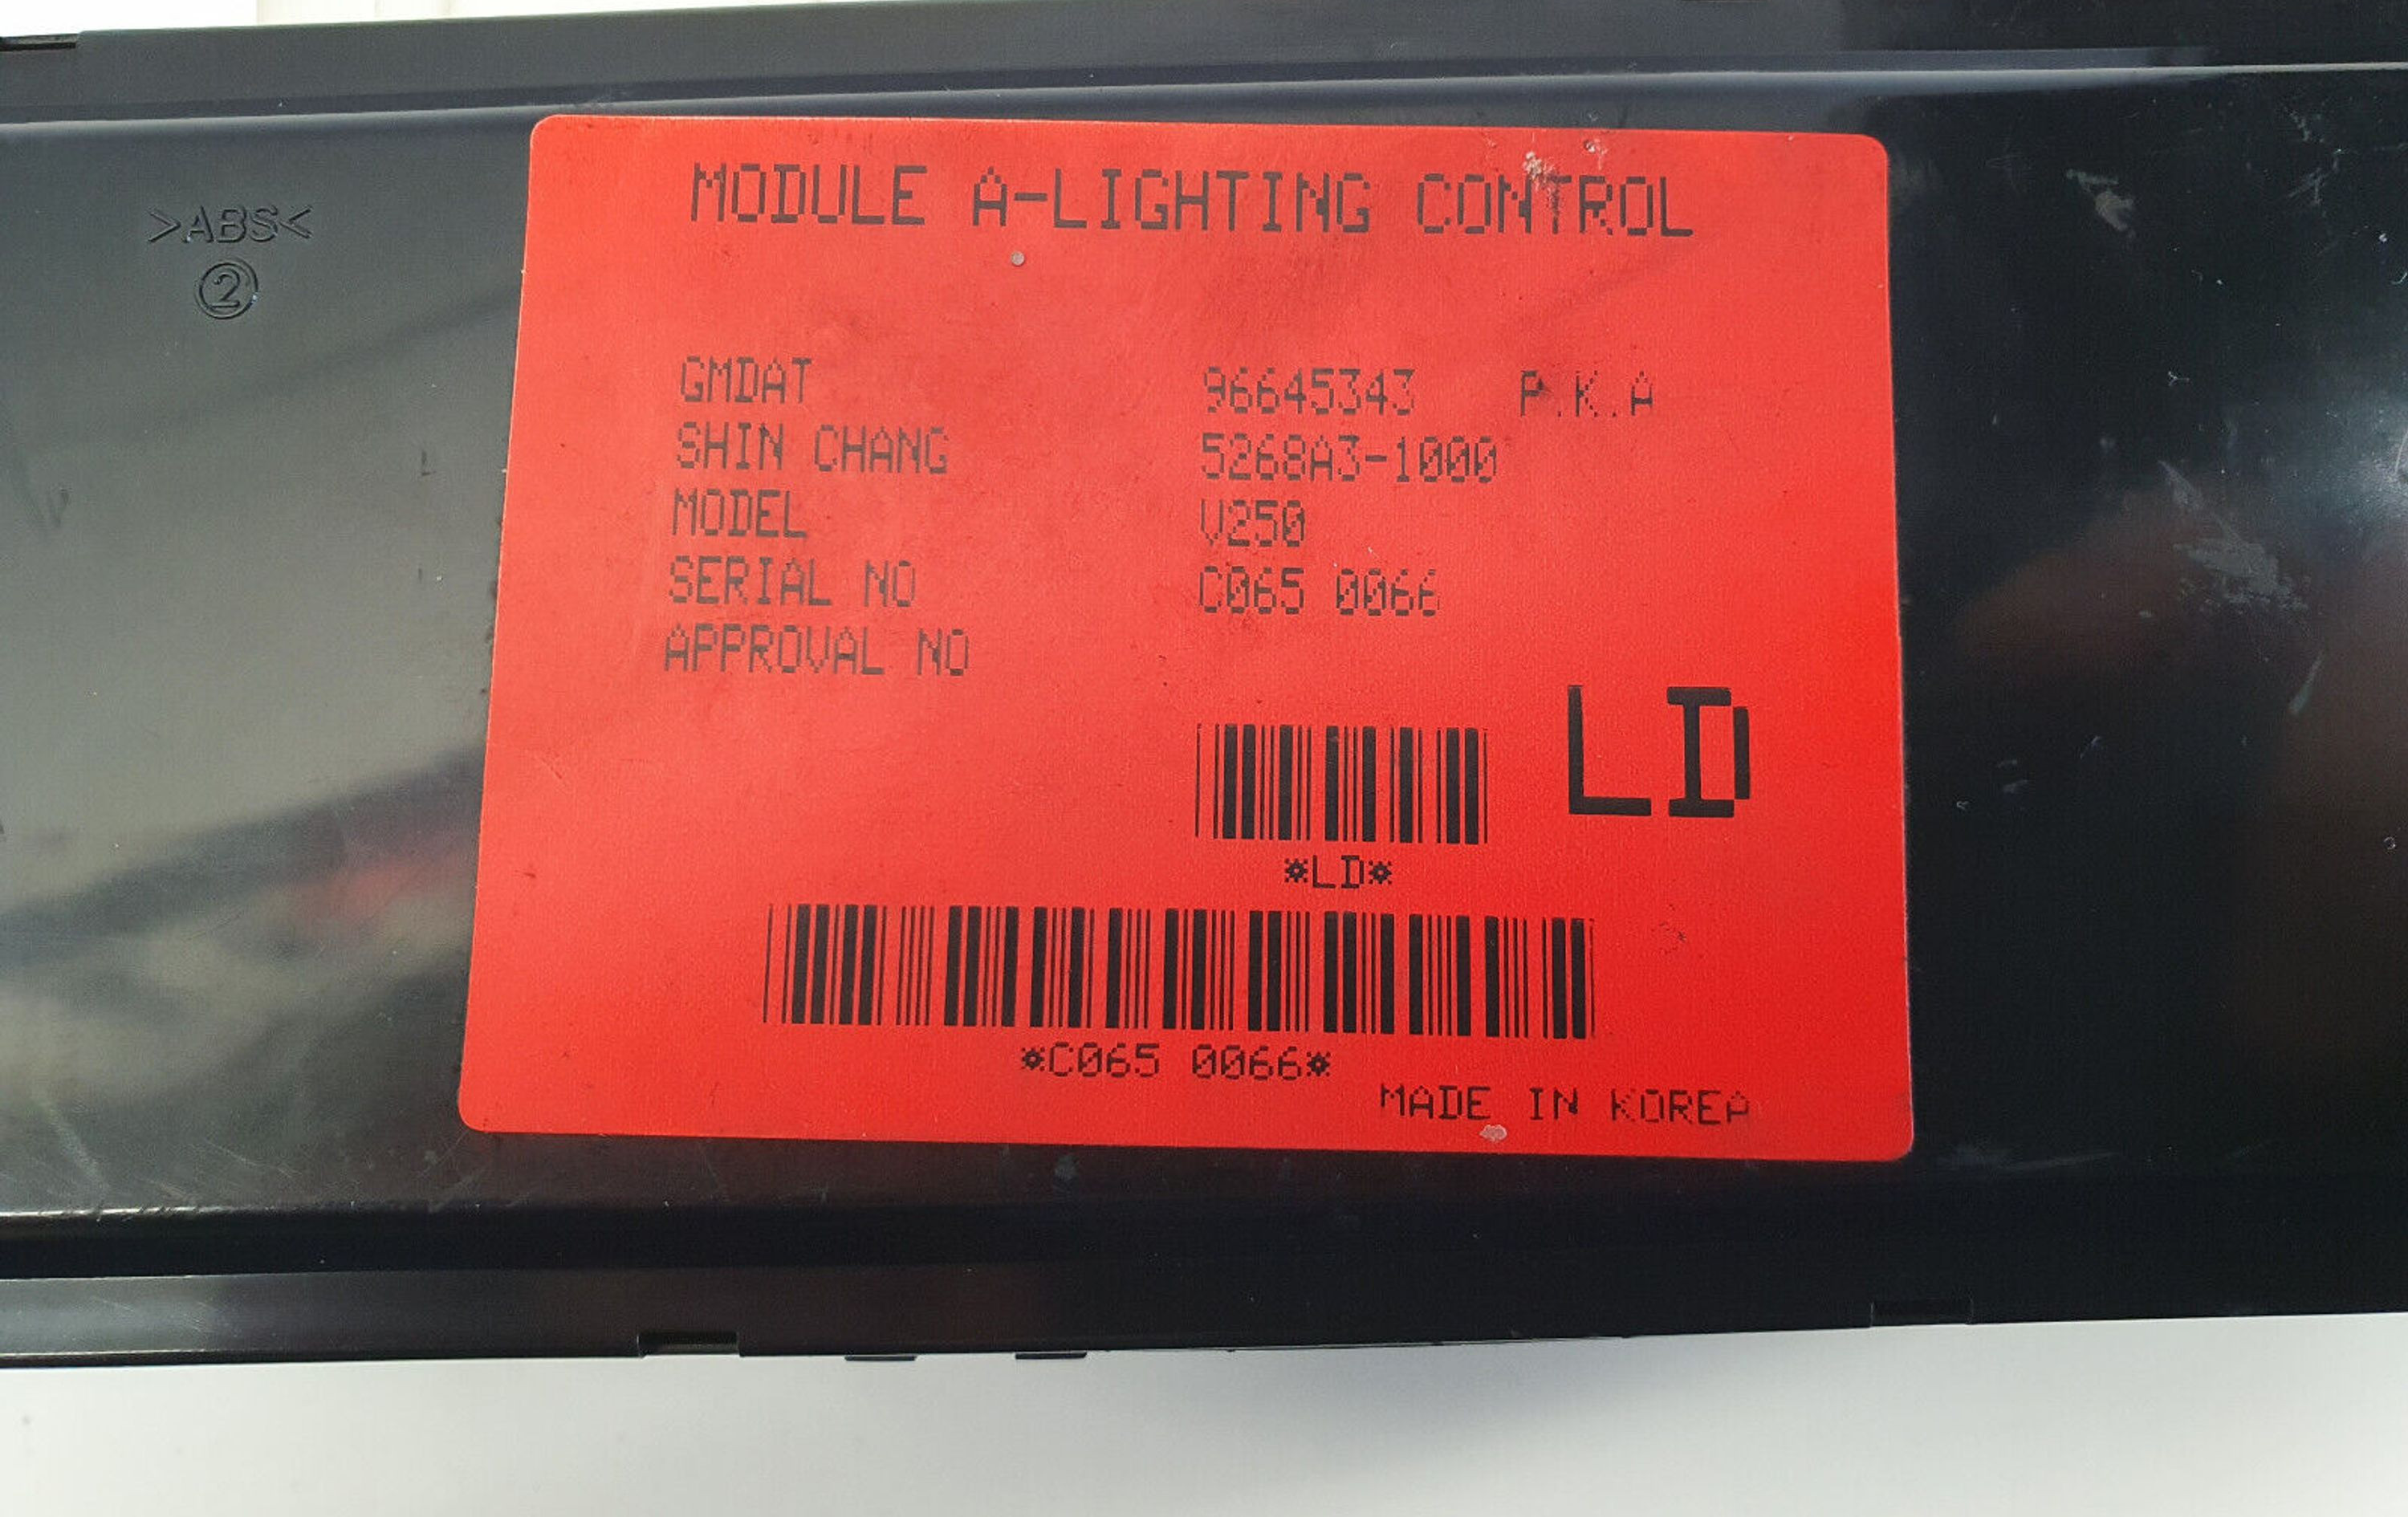 >ABS<
2
MODULE A-LIGHTING CONTROL
GMDAT 96645343 P.K.A
SHIN CHANG 5268A3-1000
MODEL V250
SERIAL NO C065 0066
APPROVAL NO
LD
*LD*
*C065 0066*
MADE IN KOREA